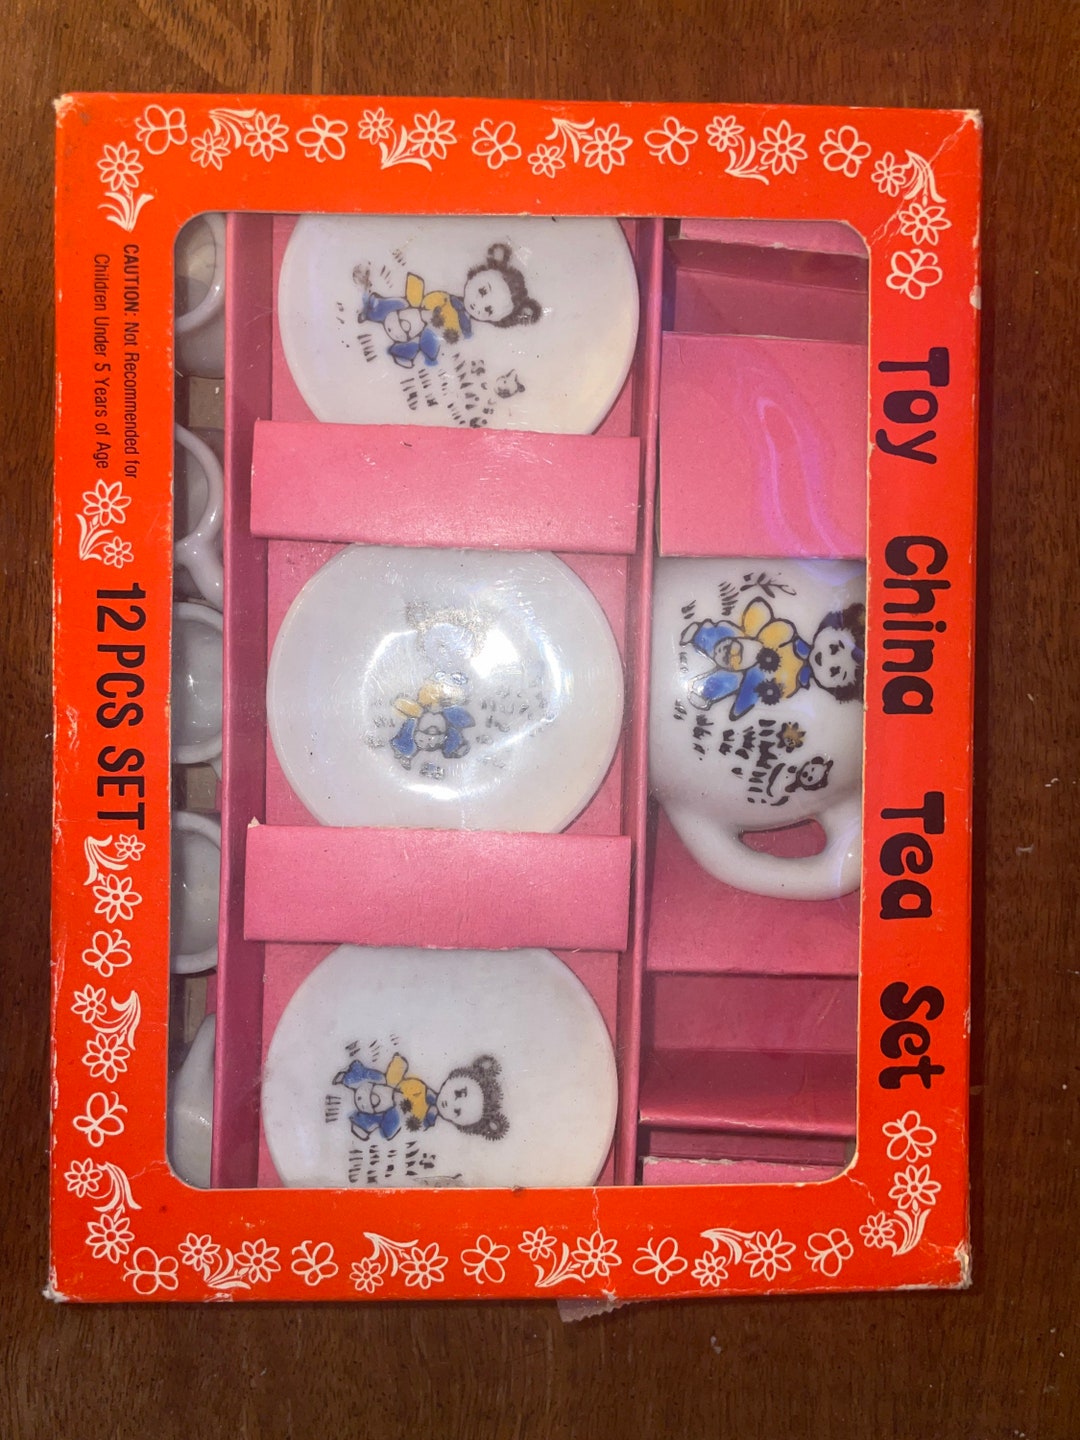 Toy China Tea Set
CAUTION: Not Recommended for
Children Under 5 Years of Age
12 PCS SET